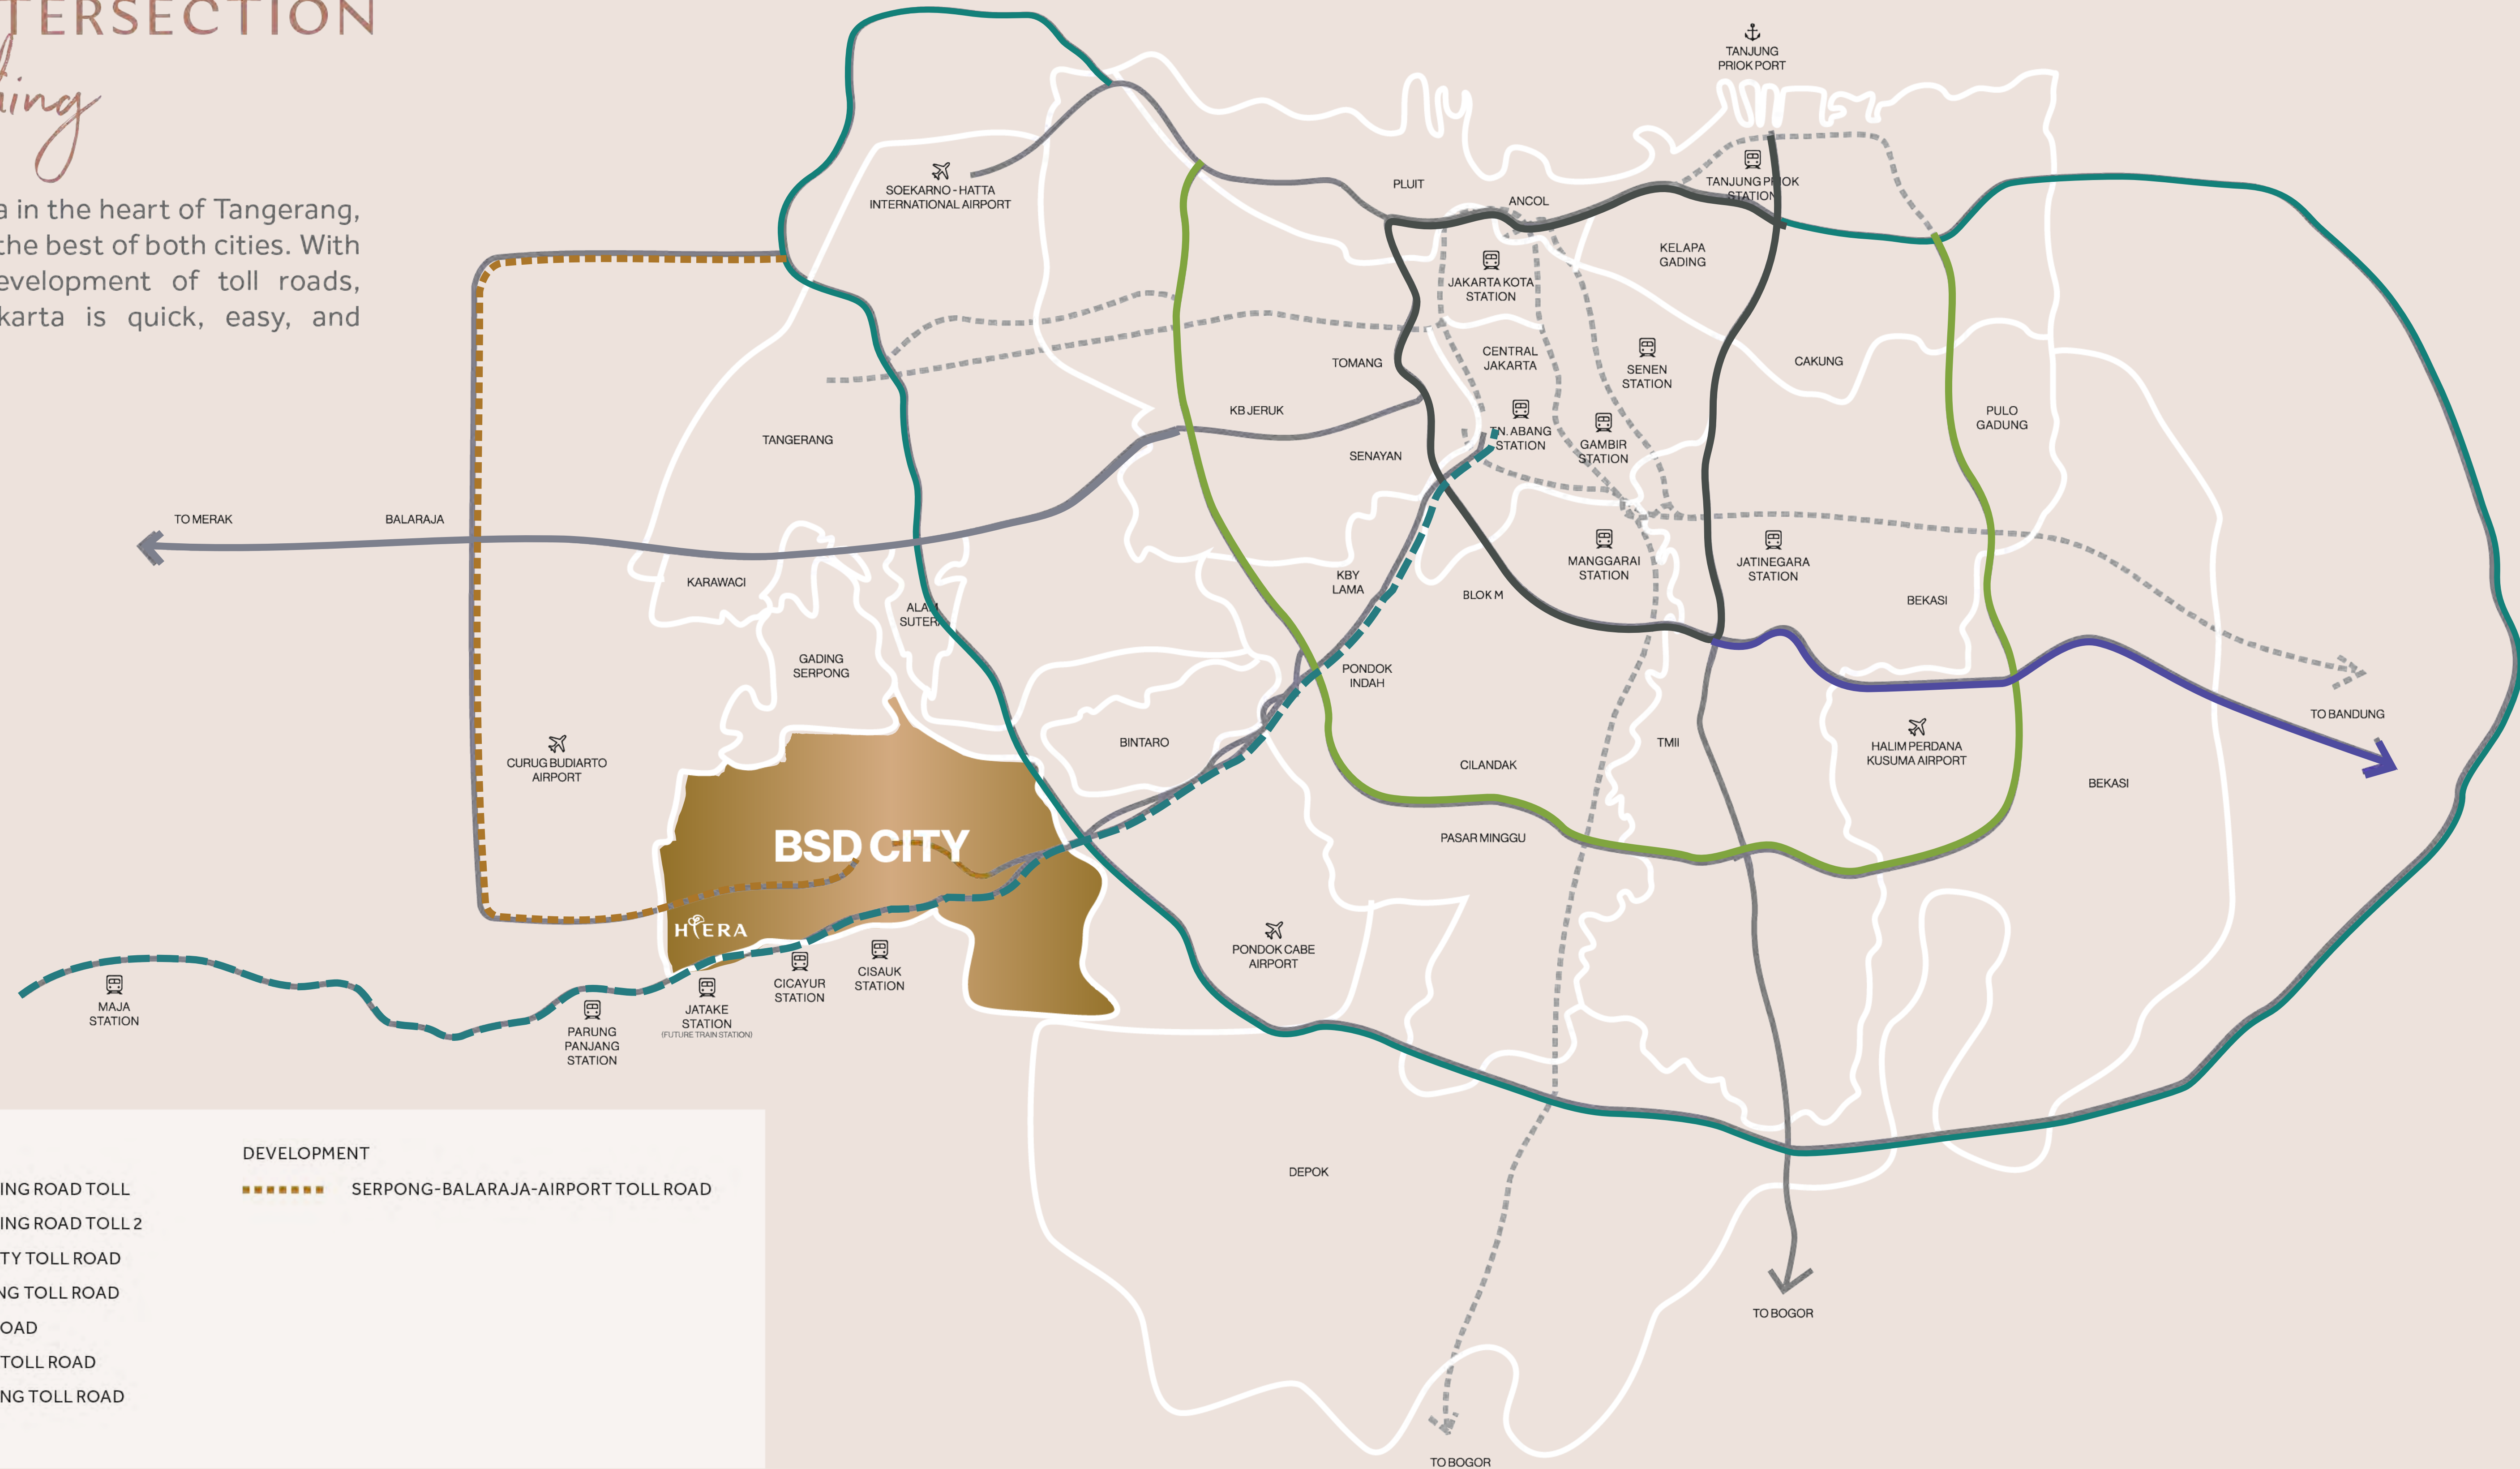 TERSECTION
a in the heart of Tangerang,
the best of both cities. With
evelopment of toll roads,
karta is quick, easy, and
TANJUNG
PRIOK PORT
SOEKARNO - HATTA
INTERNATIONAL AIRPORT
PLUIT
ANCOL
TANJUNG PRIOK
STATION
KELAPA
GADING
JAKARTA KOTA
STATION
TOMANG
CENTRAL
JAKARTA
SENEN
STATION
CAKUNG
KB JERUK
TANGERANG
TN. ABANG
STATION
GAMBIR
STATION
PULO
GADUNG
SENAYAN
TO MERAK
BALARAJA
KARAWACI
ALAM
SUTERA
KBY
LAMA
BLOK M
MANGGARAI
STATION
JATINEGARA
STATION
BEKASI
GADING
SERPONG
PONDOK
INDAH
TO BANDUNG
CURUG BUDIARTO
AIRPORT
BINTARO
TMII
HALIM PERDANA
KUSUMA AIRPORT
CILANDAK
BEKASI
BSD CITY
PASAR MINGGU
HIERA
PONDOK CABE
AIRPORT
CISAUK
STATION
CICAYUR
STATION
JATAKE
STATION
(FUTURE TRAIN STATION)
MAJA
STATION
PARUNG
PANJANG
STATION
DEPOK
TO BOGOR
TO BOGOR
ING ROAD TOLL
ING ROAD TOLL 2
TY TOLL ROAD
NG TOLL ROAD
OAD
TOLL ROAD
NG TOLL ROAD
DEVELOPMENT
SERPONG-BALARAJA-AIRPORT TOLL ROAD